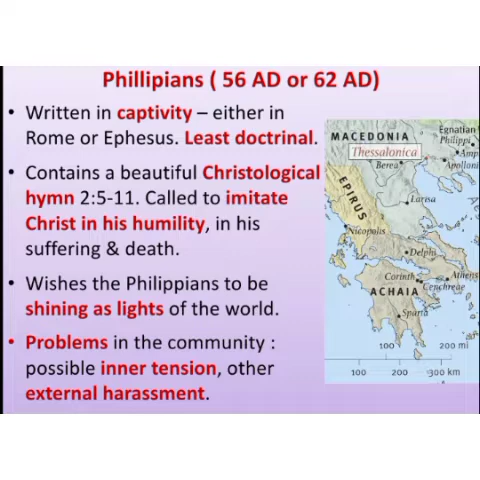 Phillipians ( 56 AD or 62 AD)
• Written in captivity – either in
Rome or Ephesus. Least doctrinal.
• Contains a beautiful Christological
hymn 2:5-11. Called to imitate
Christ in his humility, in his
suffering & death.
• Wishes the Philippians to be
shining as lights of the world.
• Problems in the community :
possible inner tension, other
external harassment.
MACEDONIA
Egnatian
Philippi
Thessalonica
Amp
Berea
Apolloni
EPIRUS
Larisa
Nicopolis
Delphi
Corinth
Athens
Cenchreae
ACHAIA
Sparta
100
200 mi
100
200
300 km